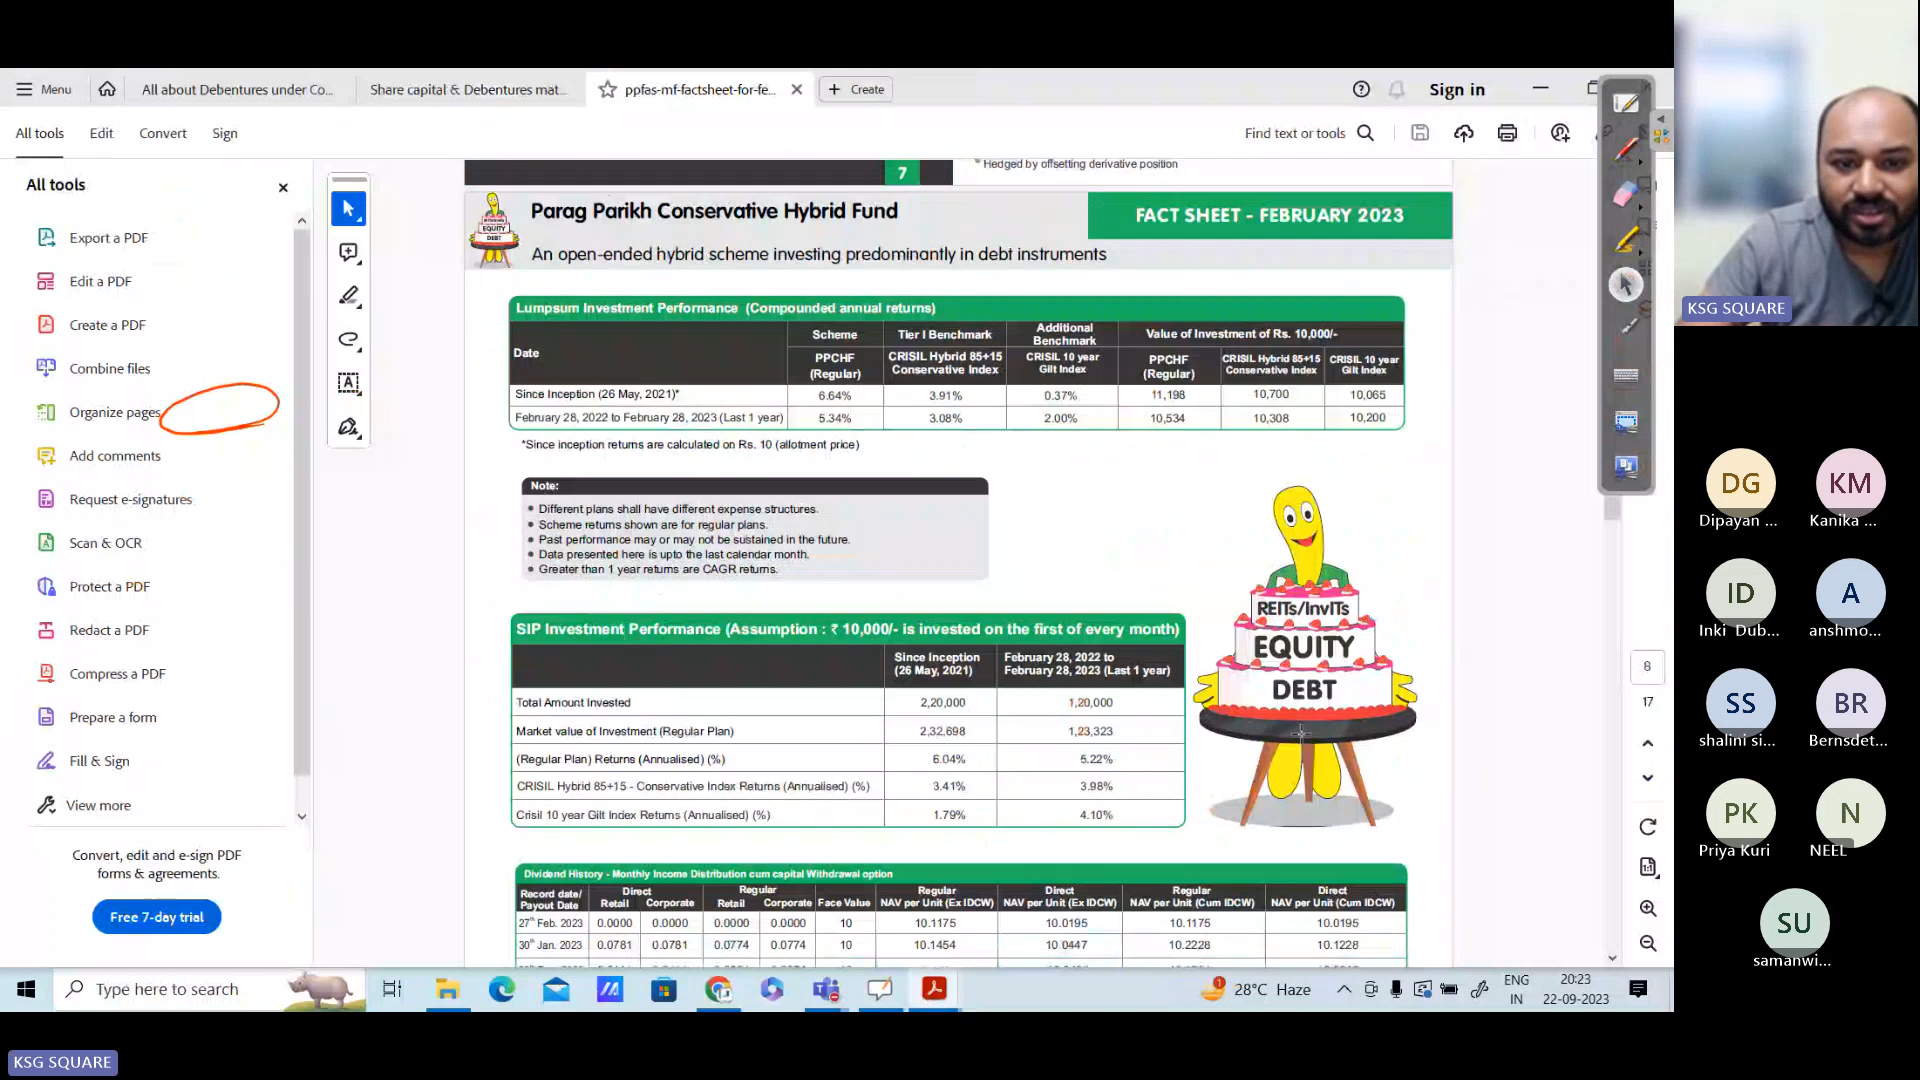 Menu
All about Debentures under Co...
Share capital & Debentures mat...
ppfas-mf-factsheet-for-fe...
Create
Sign in
All tools
Edit
Convert
Sign
Find text or tools
All tools
Export a PDF
Edit a PDF
Create a PDF
Combine files
Organize pages
Add comments
Request e-signatures
Scan & OCR
Protect a PDF
Redact a PDF
Compress a PDF
Prepare a form
Fill & Sign
View more
Convert, edit and e-sign PDF
forms & agreements.
Free 7-day trial
7
* Hedged by offsetting derivative position
Parag Parikh Conservative Hybrid Fund
FACT SHEET - FEBRUARY 2023
An open-ended hybrid scheme investing predominantly in debt instruments
EQUITY
DEBT
Lumpsum Investment Performance (Compounded annual returns)
Date
Scheme
Tier I Benchmark
Additional
Benchmark
Value of Investment of Rs. 10,000/-
PPCHF
(Regular)
CRISIL Hybrid 85+15
Conservative Index
CRISIL 10 year
Gilt Index
PPCHF
(Regular)
CRISIL Hybrid 85+15
Conservative Index
CRISIL 10 year
Gilt Index
Since Inception (26 May, 2021)* 6.64% 3.91% 0.37% 11,198 10,700 10,065
February 28, 2022 to February 28, 2023 (Last 1 year) 5.34% 3.08% 2.00% 10,534 10,308 10,200
*Since inception returns are calculated on Rs. 10 (allotment price)
Note:
• Different plans shall have different expense structures.
• Scheme returns shown are for regular plans.
• Past performance may or may not be sustained in the future.
• Data presented here is upto the last calendar month.
• Greater than 1 year returns are CAGR returns.
REITs/InvITs
EQUITY
DEBT
SIP Investment Performance (Assumption : ₹ 10,000/- is invested on the first of every month)
Since Inception
(26 May, 2021)
February 28, 2022 to
February 28, 2023 (Last 1 year)
Total Amount Invested 2,20,000 1,20,000
Market value of Investment (Regular Plan) 2,32,698 1,23,323
(Regular Plan) Returns (Annualised) (%) 6.04% 5.22%
CRISIL Hybrid 85+15 - Conservative Index Returns (Annualised) (%) 3.41% 3.98%
Crisil 10 year Gilt Index Returns (Annualised) (%) 1.79% 4.10%
Dividend History - Monthly Income Distribution cum capital Withdrawal option
Record date/
Payout Date
Direct
Retail Corporate
Regular
Retail Corporate
Face Value
Regular
NAV per Unit (Ex IDCW)
Direct
NAV per Unit (Ex IDCW)
Regular
NAV per Unit (Cum IDCW)
Direct
NAV per Unit (Cum IDCW)
27th Feb. 2023 0.0000 0.0000 0.0000 0.0000 10 10.1175 10.0195 10.1175 10.0195
30th Jan. 2023 0.0781 0.0781 0.0774 0.0774 10 10.1454 10.0447 10.2228 10.1228
8
17
Type here to search
1
28°C Haze
ENG
IN
20:23
22-09-2023
KSG SQUARE
KSG SQUARE
DG
Dipayan ...
KM
Kanika ...
ID
Inki Dub...
A
anshmo...
SS
shalini si...
BR
Bernsdet...
PK
Priya Kuri
N
NEEL
SU
samanwi...